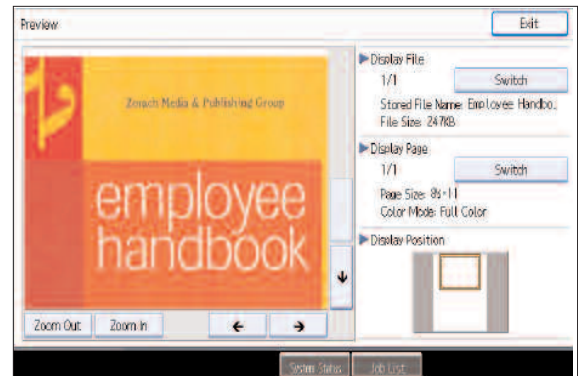 Preview
Exit
Zorach Media & Publishing Group
employee
handbook
Zoom Out
Zoom In
Display File
1/1
Switch
Stored File Name: Employee Handbo..
File Size: 247KB
Display Page
1/1
Switch
Page Size: 8½×11
Color Mode: Full Color
Display Position
System Status
Job List